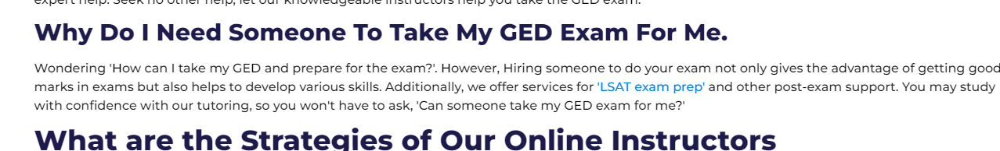 expert help. Seek no other help, let our knowledgeable instructors help you take the GED exam.
Why Do I Need Someone To Take My GED Exam For Me.
Wondering 'How can I take my GED and prepare for the exam?'. However, Hiring someone to do your exam not only gives the advantage of getting good
marks in exams but also helps to develop various skills. Additionally, we offer services for 'LSAT exam prep' and other post-exam support. You may study
with confidence with our tutoring, so you won't have to ask, 'Can someone take my GED exam for me?'
What are the Strategies of Our Online Instructors